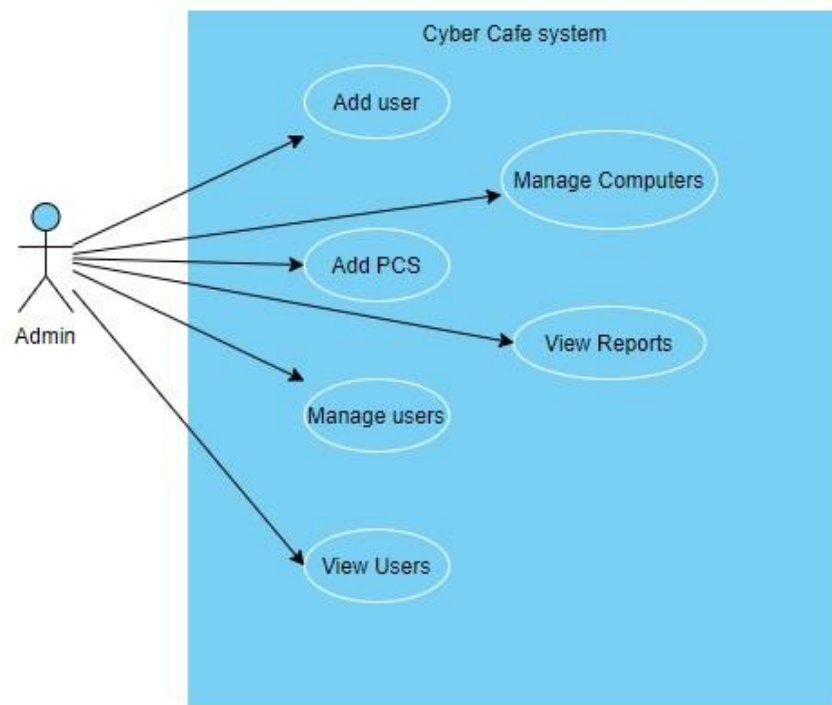 Cyber Cafe system
Add user
Manage Computers
Add PCS
Admin
View Reports
Manage users
View Users